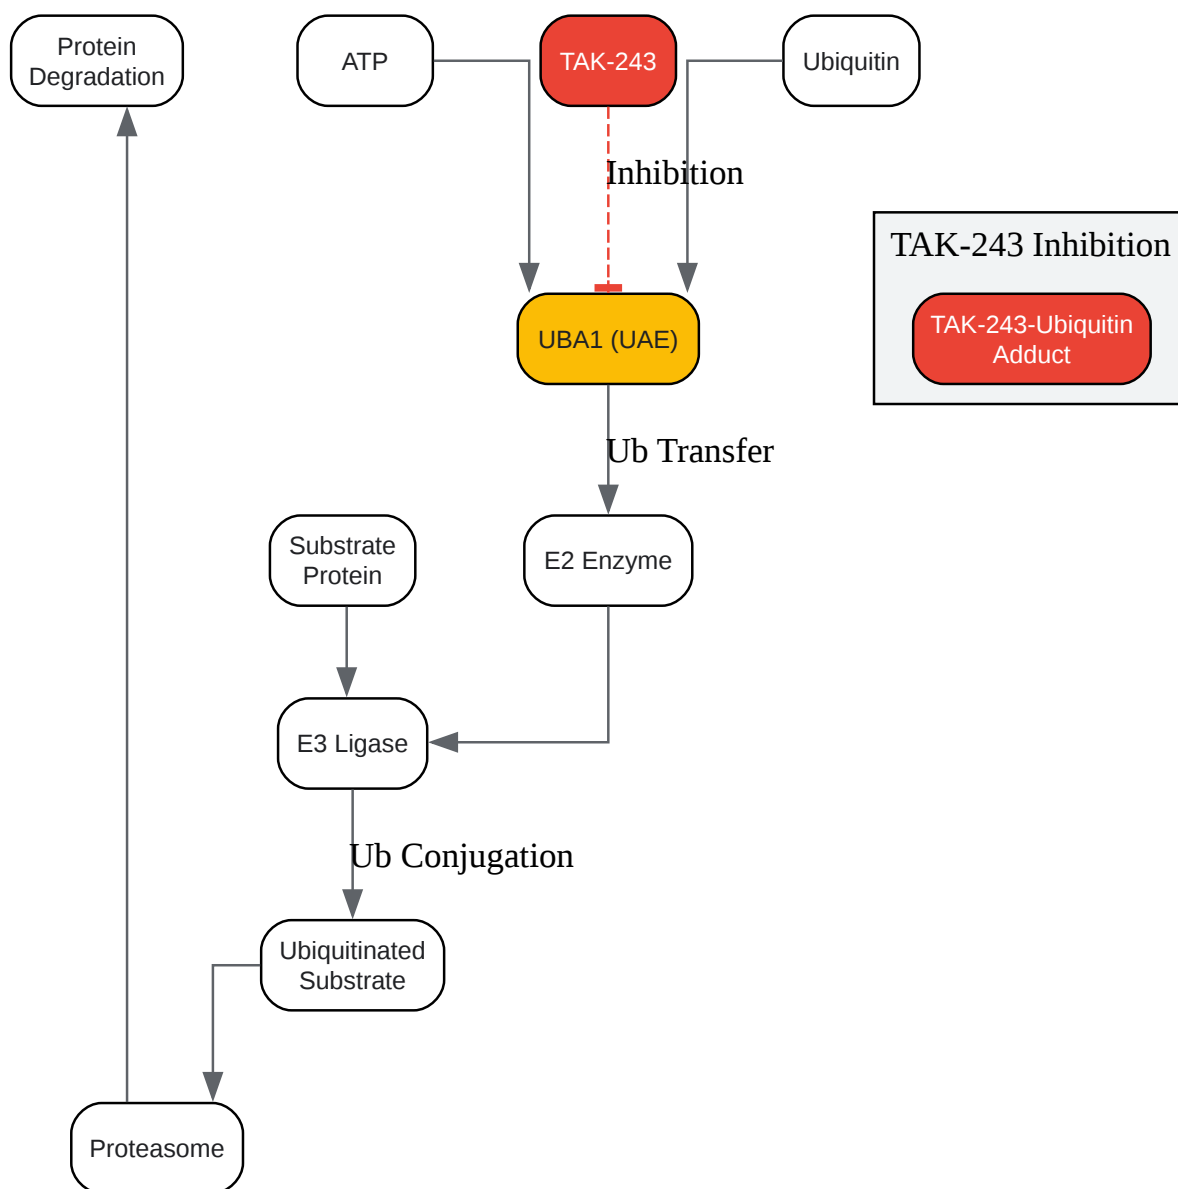 Protein
Degradation
ATP
TAK-243
Ubiquitin
Inhibition
TAK-243 Inhibition
TAK-243-Ubiquitin
Adduct
UBA1 (UAE)
Ub Transfer
Substrate
Protein
E2 Enzyme
E3 Ligase
Ub Conjugation
Ubiquitinated
Substrate
Proteasome